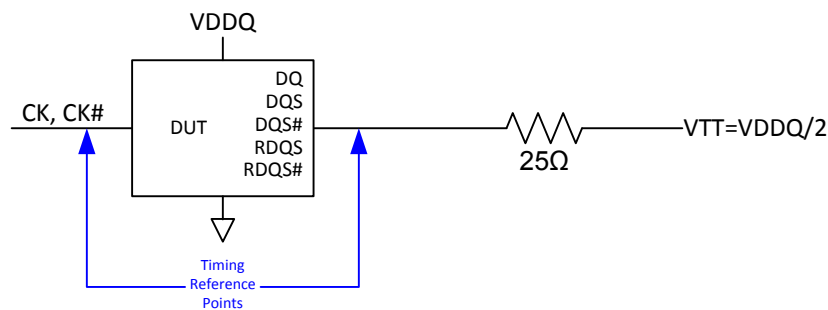 VDDQ
DQ
DQS
CK, CK#
DUT
DQS#
VTT=VDDQ/2
RDQS
25Ω
RDQS#
Timing
Reference
Points